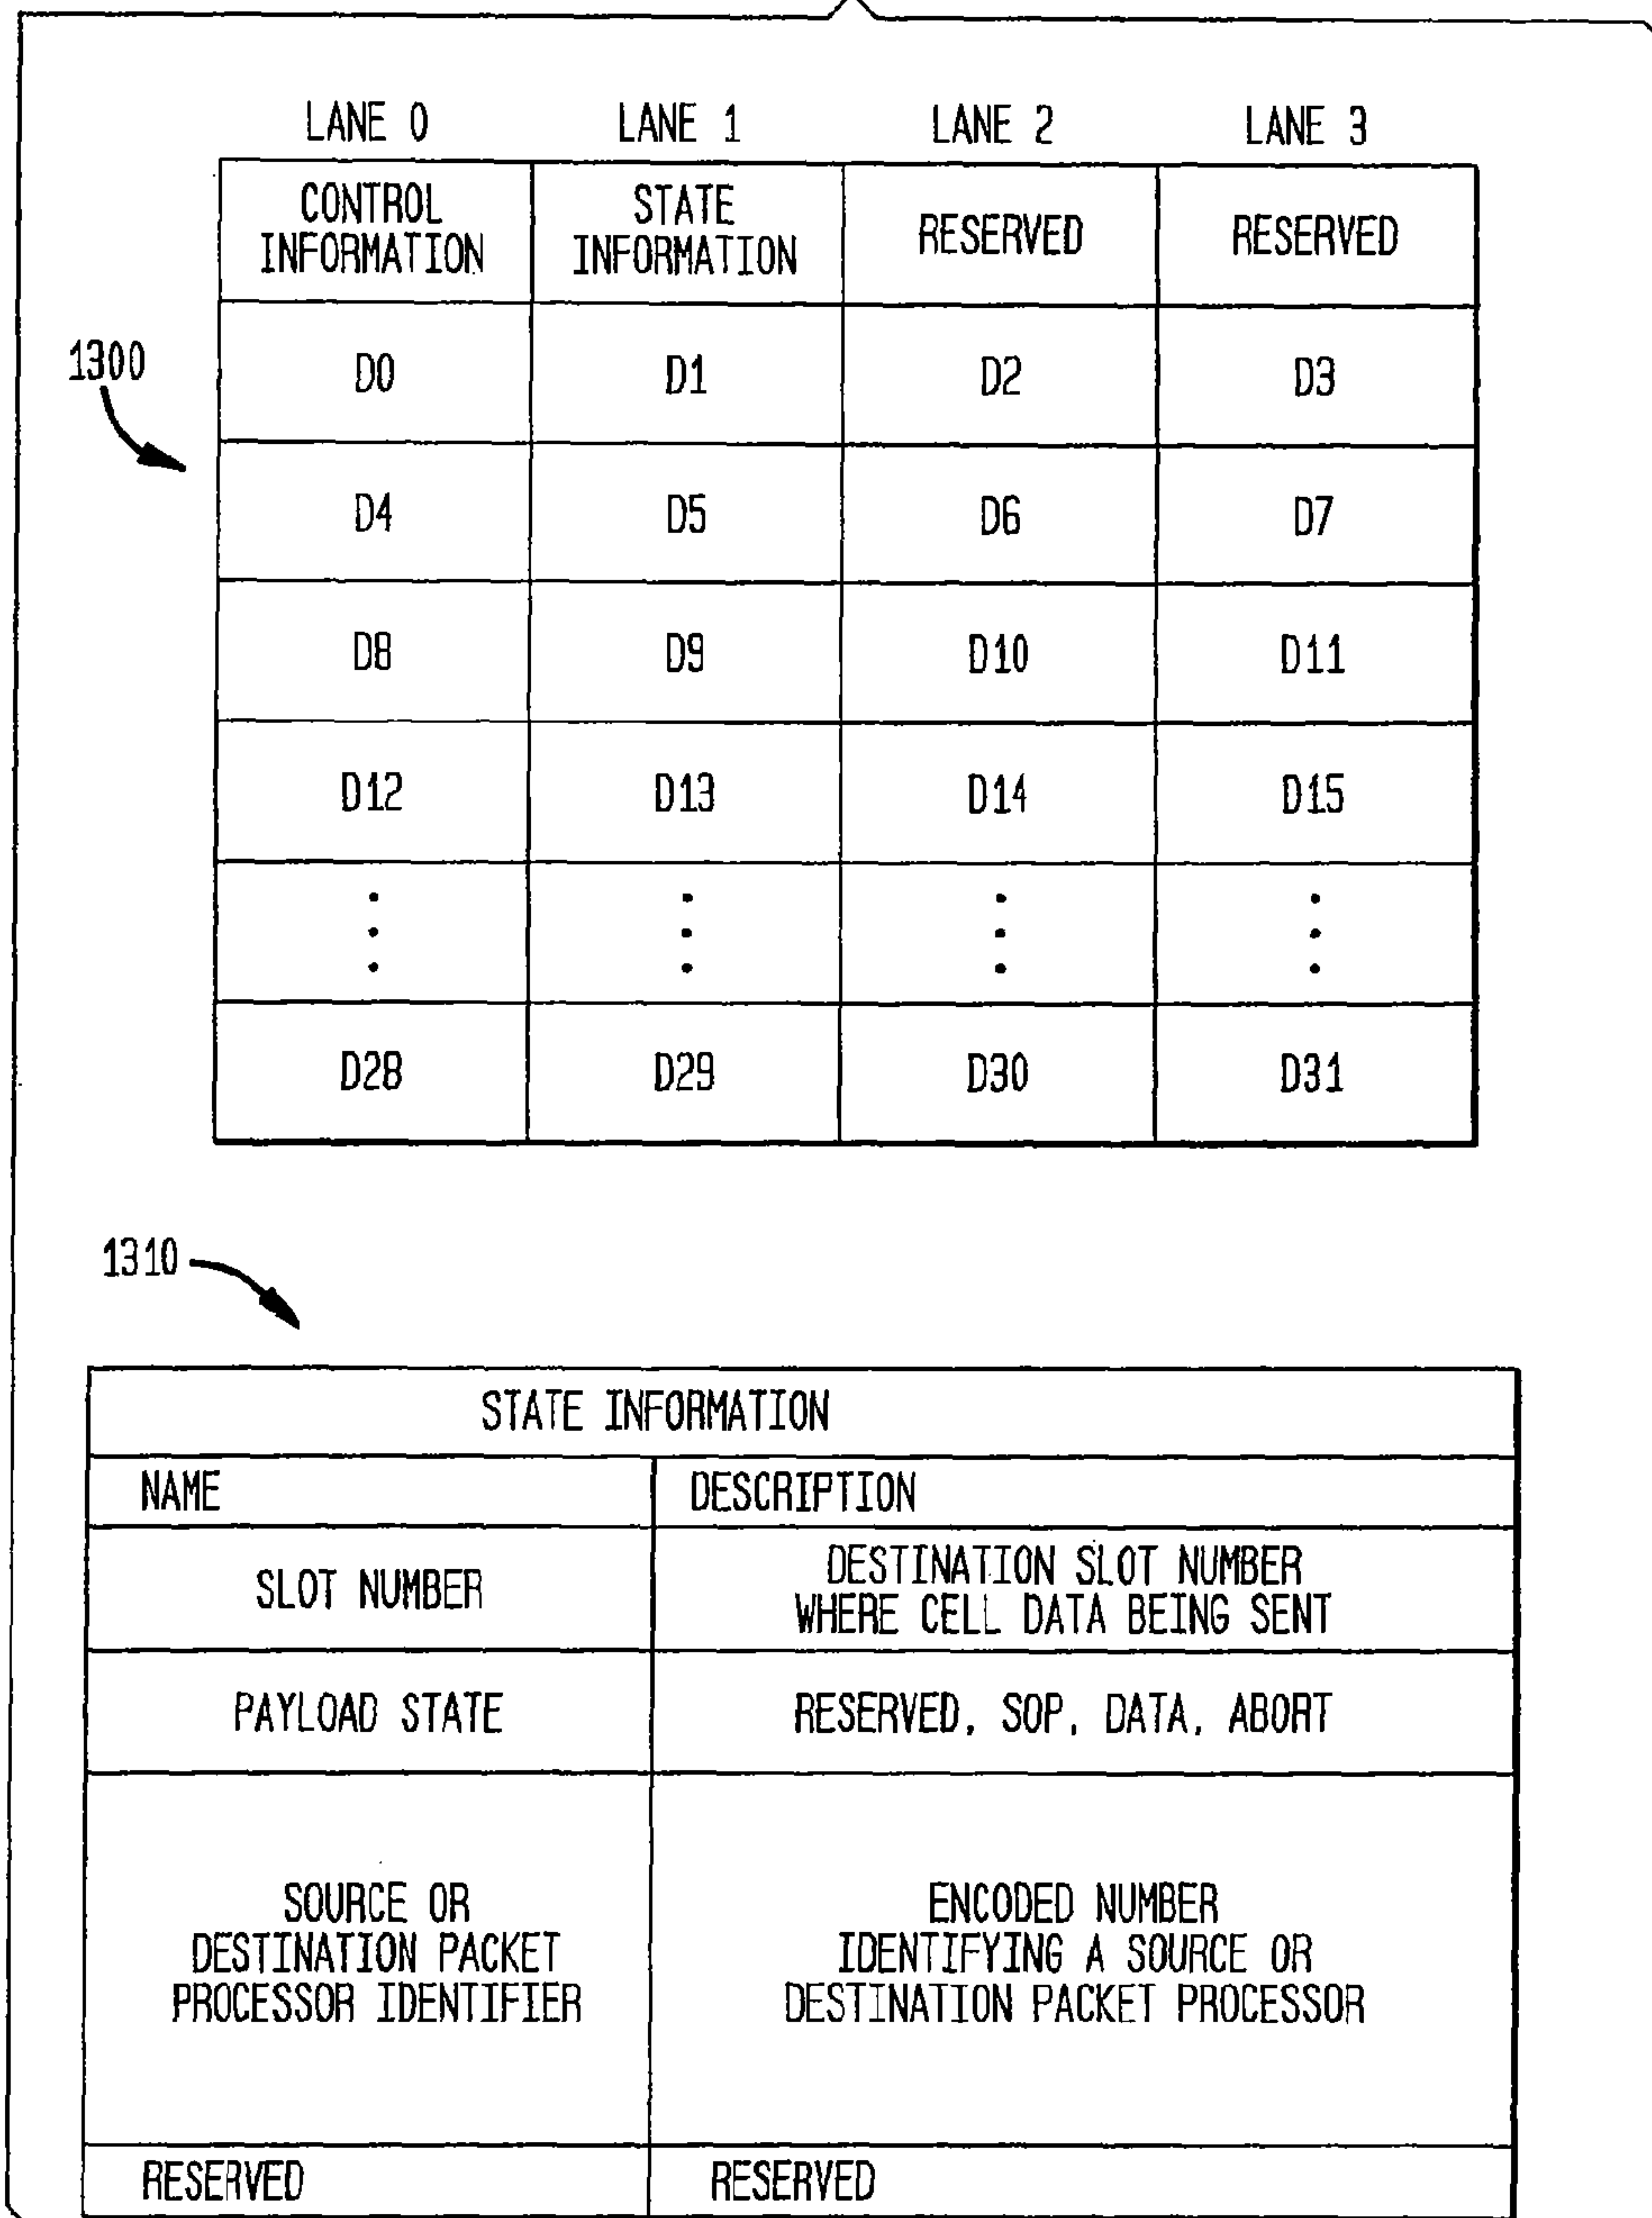 LANE 0 LANE 1 LANE 2 LANE 3
CONTROL INFORMATION STATE INFORMATION RESERVED RESERVED
1300
D0 D1 D2 D3
D4 D5 D6 D7
D8 D9 D10 D11
D12 D13 D14 D15
D28 D29 D30 D31
1310
STATE INFORMATION
NAME DESCRIPTION
SLOT NUMBER
DESTINATION SLOT NUMBER
WHERE CELL DATA BEING SENT
PAYLOAD STATE
RESERVED, SOP, DATA, ABORT
SOURCE OR
DESTINATION PACKET
PROCESSOR IDENTIFIER
ENCODED NUMBER
IDENTIFYING A SOURCE OR
DESTINATION PACKET PROCESSOR
RESERVED RESERVED